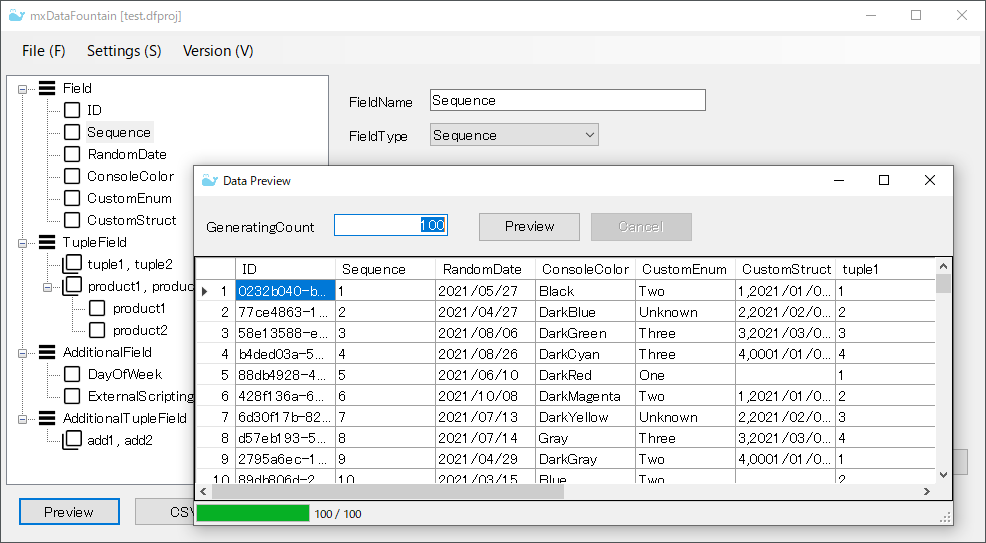 mxDataFountain [test.dfproj]
File (F) Settings (S) Version (V)
Field
ID
Sequence
RandomDate
ConsoleColor
CustomEnum
CustomStruct
TupleField
tuple1 , tuple2
product1 , produc
product1
product2
AdditionalField
DayOfWeek
ExternalScripting
AdditionalTupleField
add1 , add2
Preview CSV
FieldName Sequence
FieldType Sequence
Data Preview
GeneratingCount 100 Preview Cancel
ID Sequence RandomDate ConsoleColor CustomEnum CustomStruct tuple1
1 0232b040-b... 1 2021/05/27 Black Two 1,2021/01/0... 1
2 77ce4863-1... 2 2021/04/27 DarkBlue Unknown 2,2021/02/0... 2
3 58e13588-e... 3 2021/08/06 DarkGreen Three 3,2021/03/0... 3
4 b4ded03a-5... 4 2021/08/26 DarkCyan Three 4,0001/01/0... 4
5 88db4928-4... 5 2021/06/10 DarkRed One 1
6 428f136a-6... 6 2021/10/08 DarkMagenta Two 1,2021/01/0... 2
7 6d30f17b-82... 7 2021/07/13 DarkYellow Unknown 2,2021/02/0... 3
8 d57eb193-5... 8 2021/07/14 Gray Three 3,2021/03/0... 4
9 2795a6ec-1... 9 2021/04/29 DarkGray Two 4,0001/01/0... 1
10 89db806d-2... 10 2021/03/15 Blue Two 2
100 / 100